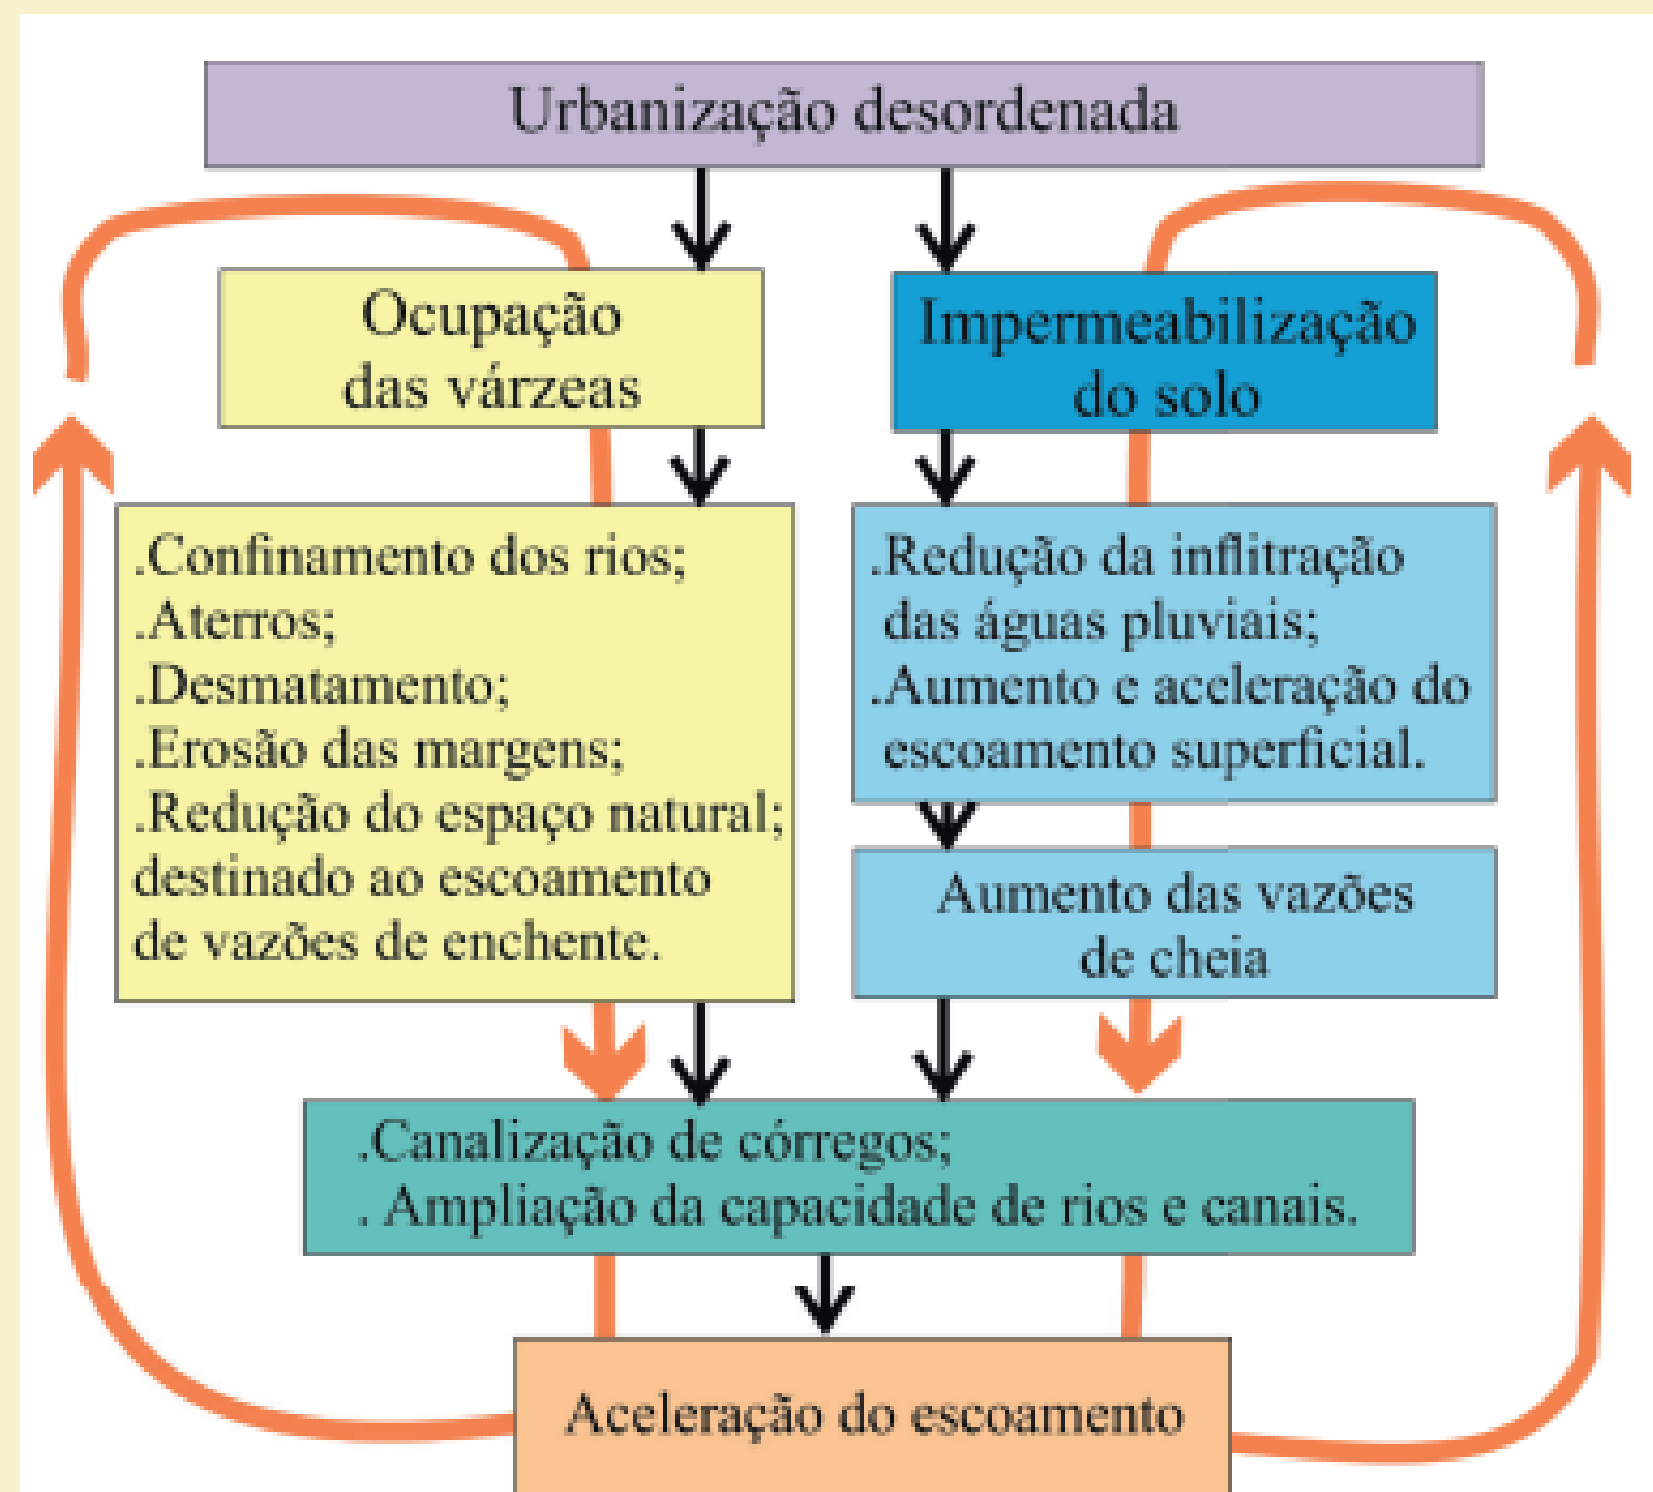 Urbanização desordenada
Ocupação
das várzeas
Impermeabilização
do solo
.Confinamento dos rios;
.Aterros;
.Desmatamento;
.Erosão das margens;
.Redução do espaço natural;
destinado ao escoamento
de vazões de enchente.
.Redução da inflitração
das águas pluviais;
.Aumento e aceleração do
escoamento superficial.
Aumento das vazões
de cheia
.Canalização de córregos;
. Ampliação da capacidade de rios e canais.
Aceleração do escoamento